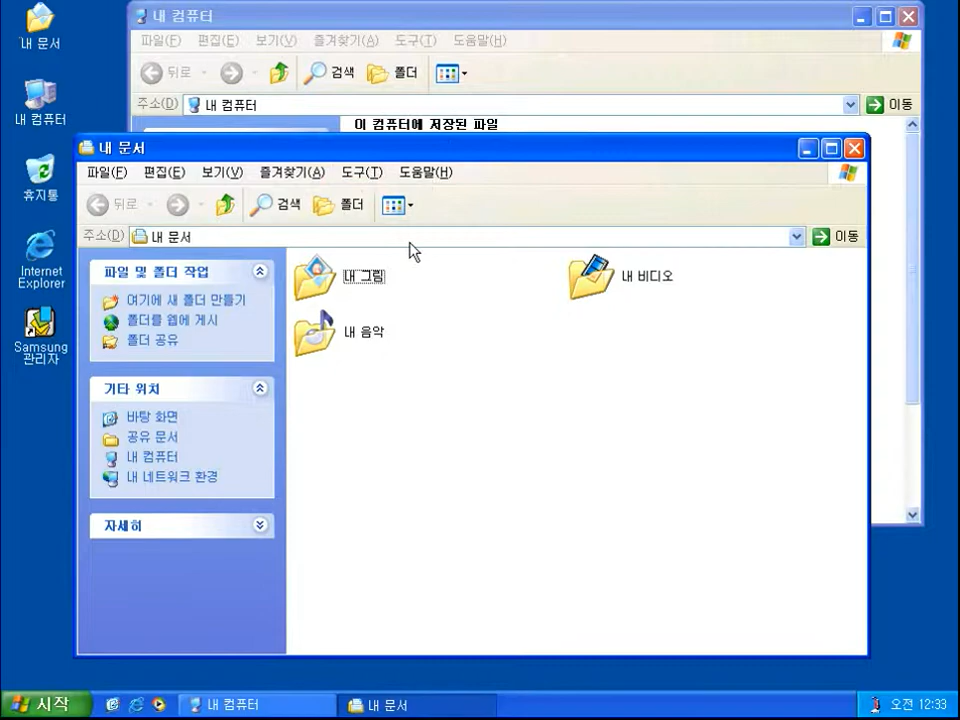 내 문서
내 컴퓨터
휴지통
Internet
Explorer
Samsung
관리자
내 컴퓨터
파일(F) 편집(E) 보기(V) 즐겨찾기(A) 도구(T) 도움말(H)
뒤로 검색 폴더
주소(D) 내 컴퓨터 이동
이 컴퓨터에 저장된 파일
내 문서
파일(F) 편집(E) 보기(V) 즐겨찾기(A) 도구(T) 도움말(H)
뒤로 검색 폴더
주소(D) 내 문서 이동
파일 및 폴더 작업
여기에 새 폴더 만들기
폴더를 웹에 게시
폴더 공유
기타 위치
바탕 화면
공유 문서
내 컴퓨터
내 네트워크 환경
자세히
내 그림 내 비디오
내 음악
시작 내 컴퓨터 내 문서 오전 12:33